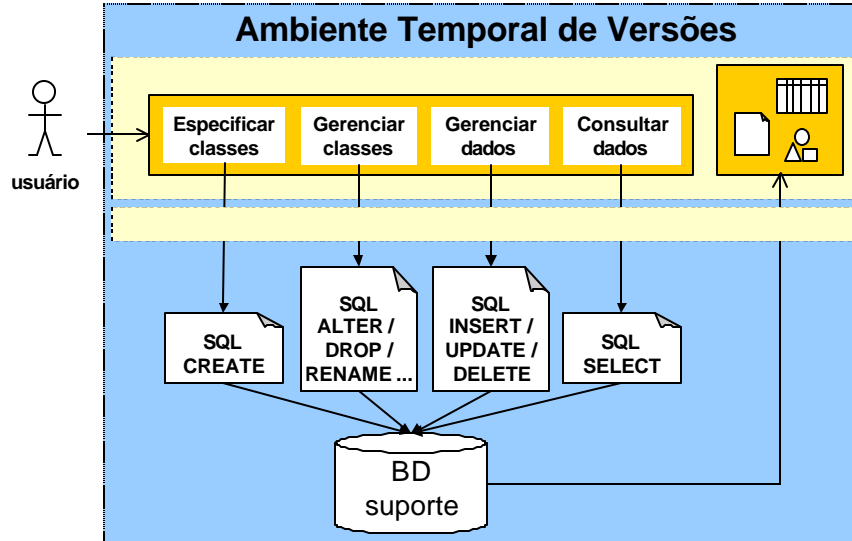 Ambiente Temporal de Versões
usuário
Especificar
classes
Gerenciar
classes
Gerenciar
dados
Consultar
dados
SQL
CREATE
SQL
ALTER /
DROP /
RENAME ...
SQL
INSERT /
UPDATE /
DELETE
SQL
SELECT
BD
suporte